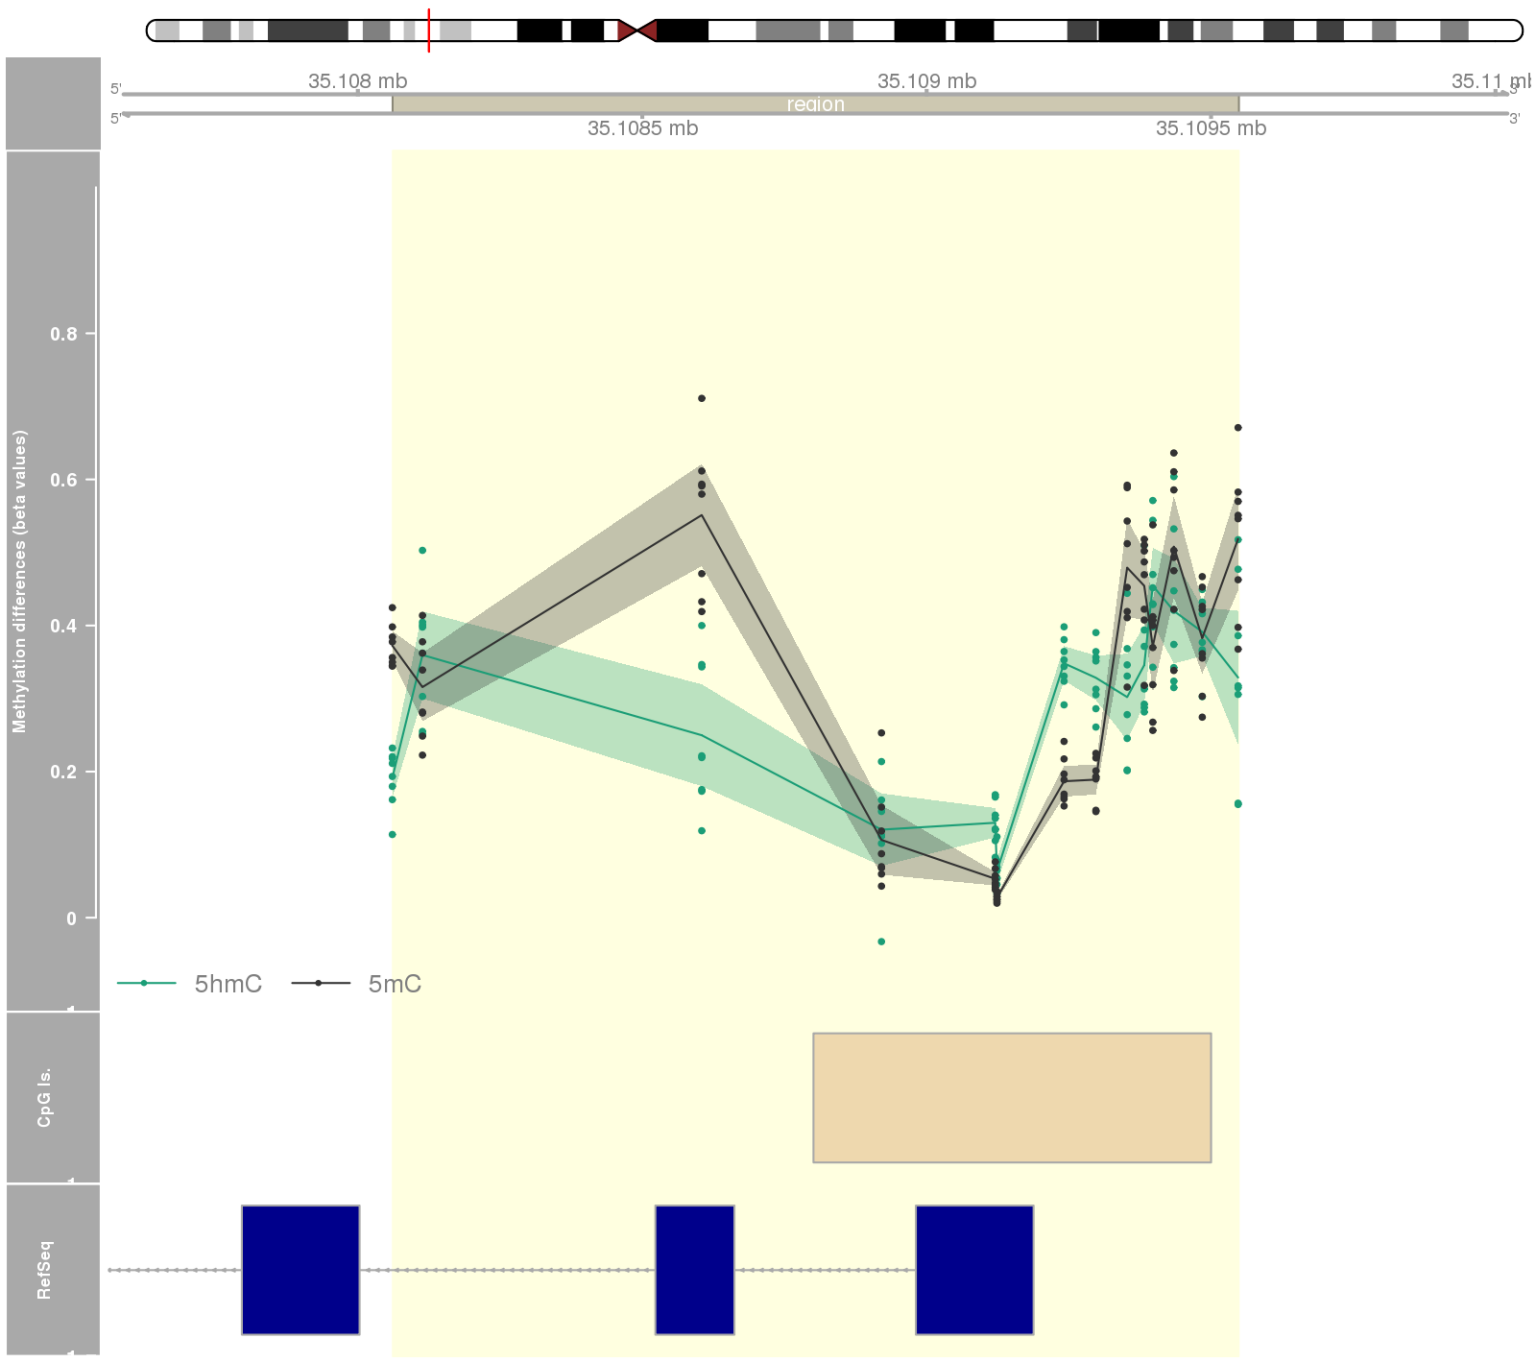 35.108 mb
35.109 mb
35.11 mb
5'
3'
region
5'
3'
35.1085 mb
35.1095 mb
Methylation differences (beta values)
0.8
0.6
0.4
0.2
0
5hmC
5mC
CpG Is.
RefSeq